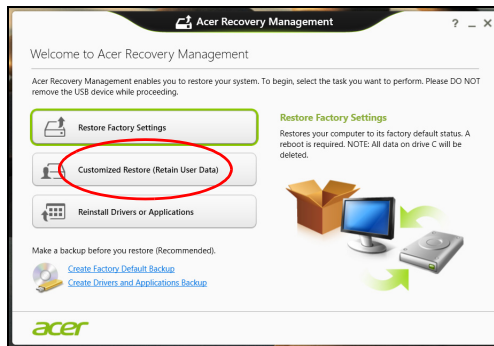 Acer Recovery Management
? _ X
Welcome to Acer Recovery Management
Acer Recovery Management enables you to restore your system. To begin, select the task you want to perform. Please DO NOT
remove the USB device while proceeding.
Restore Factory Settings
Customized Restore (Retain User Data)
Reinstall Drivers or Applications
Restore Factory Settings
Restores your computer to its factory default status. A
reboot is required. NOTE: All data on drive C will be
deleted.
Make a backup before you restore (Recommended).
Create Factory Default Backup
Create Drivers and Applications Backup
acer